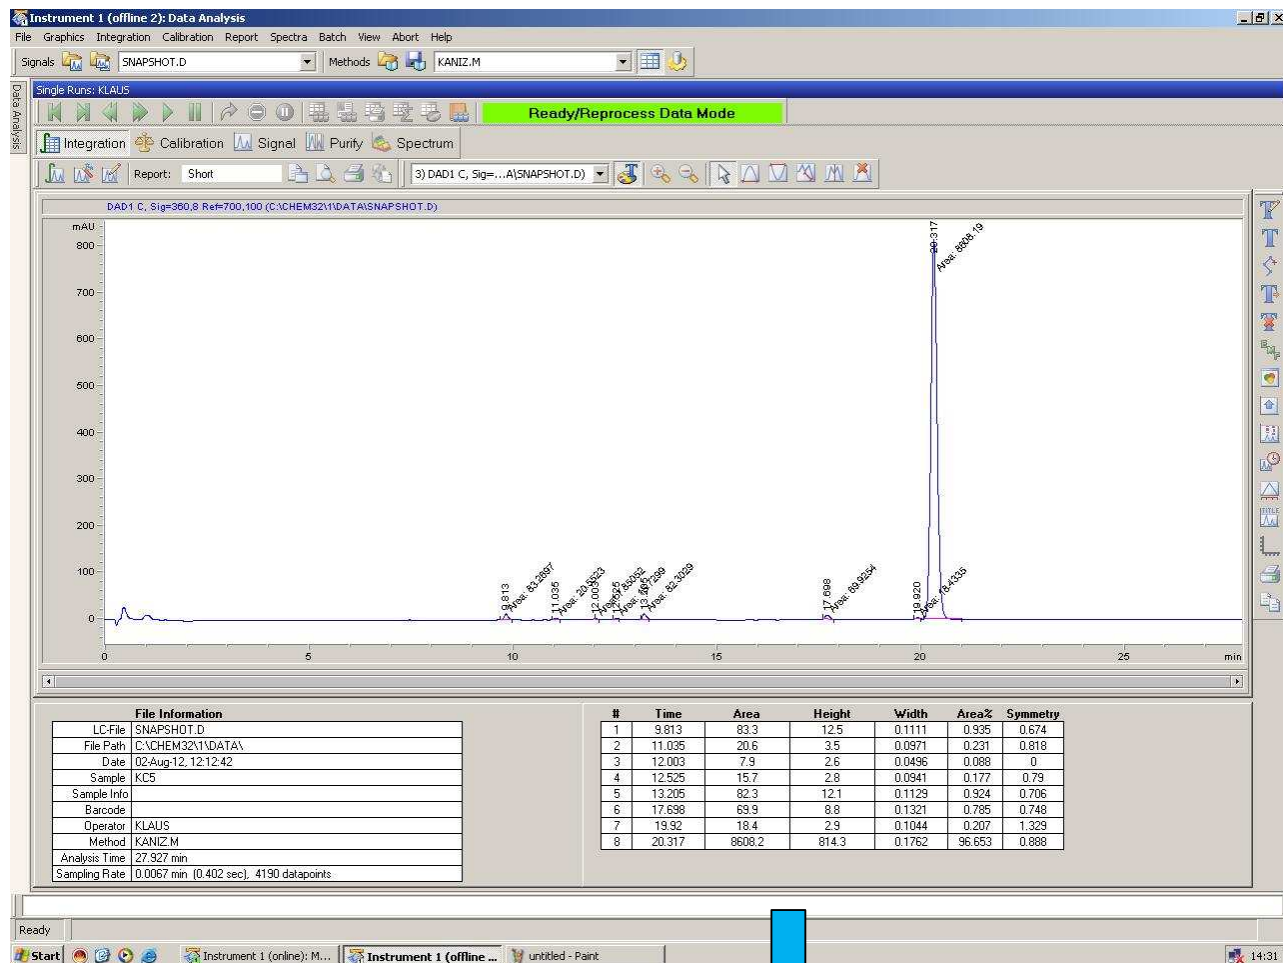 Instrument 1 (offline 2): Data Analysis
File Graphics Integration Calibration Report Spectra Batch View Abort Help
Signals SNAPSHOT.D Methods KANIZ.M
Data Analysis
Single Runs: KLAUS
Ready/Reprocess Data Mode
Integration Calibration Signal Purify Spectrum
Report: Short 3) DAD1 C, Sig=...A\SNAPSHOT.D)
DAD1 C, Sig=360,8 Ref=700,100 (C:\CHEM32\1\DATA\SNAPSHOT.D)
mAU
800
700
600
500
400
300
200
100
0
9.813
Area: 83.2697
11.035
Area: 20.5523
12.003
12.525
13.205
Area: 82.3029
17.698
Area: 69.9254
19.920
Area: 18.4335
20.317
Area: 8608.19
0 5 10 15 20 25 min
File Information
LC-File SNAPSHOT.D
File Path C:\CHEM32\1\DATA\
Date 02-Aug-12, 12:12:42
Sample KC5
Sample Info
Barcode
Operator KLAUS
Method KANIZ.M
Analysis Time 27.927 min
Sampling Rate 0.0067 min (0.402 sec), 4190 datapoints
# Time Area Height Width Area% Symmetry
1 9.813 83.3 12.5 0.1111 0.935 0.674
2 11.035 20.6 3.5 0.0971 0.231 0.818
3 12.003 7.9 2.6 0.0496 0.088 0
4 12.525 15.7 2.8 0.0941 0.177 0.79
5 13.205 82.3 12.1 0.1129 0.924 0.706
6 17.698 69.9 8.8 0.1321 0.785 0.748
7 19.92 18.4 2.9 0.1044 0.207 1.329
8 20.317 8608.2 814.3 0.1762 96.653 0.888
Ready
Start Instrument 1 (online): M... Instrument 1 (offline ... untitled - Paint 14:31